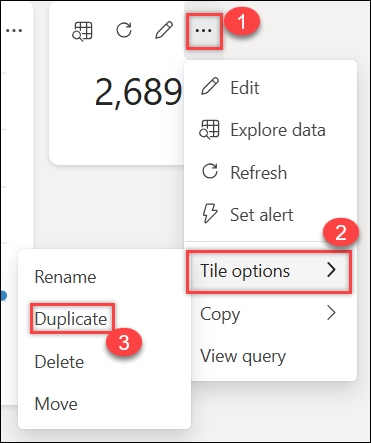 1
2,689
Edit
Explore data
Refresh
Set alert
2
Tile options
Copy
View query
Rename
Duplicate
3
Delete
Move